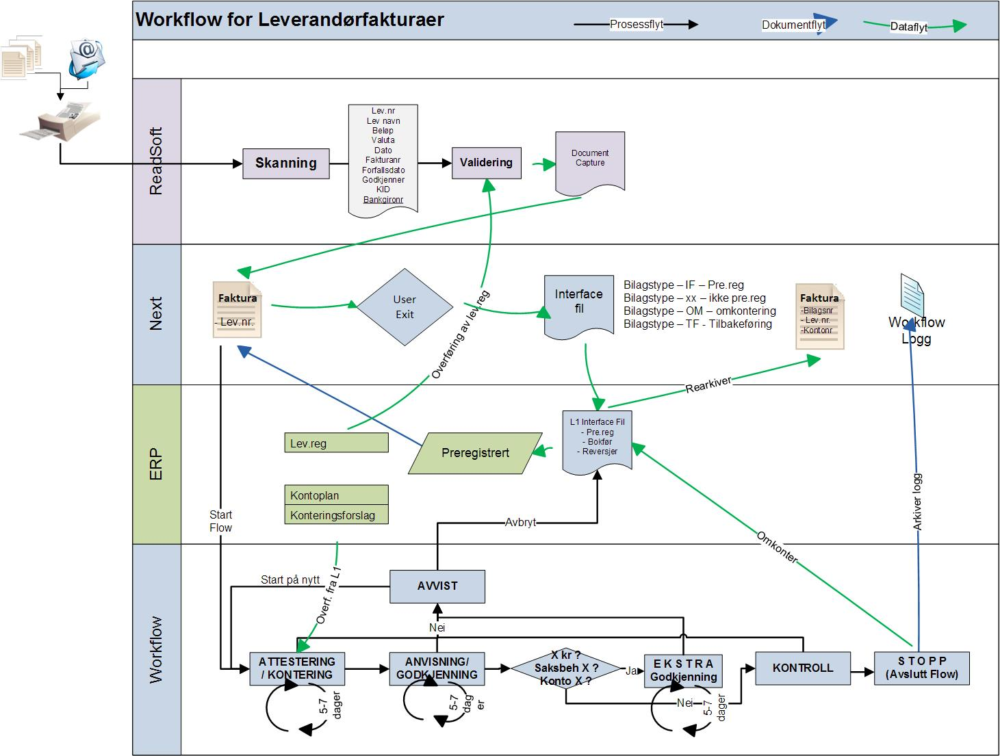 Workflow for Leverandørfakturaer
Prosessflyt
Dokumentflyt
Dataflyt
ReadSoft
Skanning
Lev.nr
Lev navn
Beløp
Valuta
Dato
Fakturanr
Forfallsdato
Godkjenner
KID
Bankgironr
Validering
Document
Capture
Next
Faktura
- Lev.nr.
User
Exit
Overføring av lev.reg
Interface
fil
Bilagstype – IF – Pre.reg
Bilagstype – xx – ikke pre.reg
Bilagstype – OM – omkontering
Bilagstype – TF - Tilbakeføring
Faktura
-Bilagsnr
- Lev.nr.
-Kontonr
Workflow
Logg
ERP
Start
Flow
Lev.reg
Kontoplan
Konteringsforslag
Preregistrert
L1 Interface Fil
- Pre.reg
- Bokfør
- Reversjer
Rearkiver
Avbryt
Omkonter
Arkiver logg
Workflow
Start på nytt
Overf. fra L1
AVVIST
Nei
ATTESTERING
/ KONTERING
5-7
dager
ANVISNING/
GODKJENNING
5-7
dag
er
X kr ?
Saksbeh X ?
Konto X ?
Ja
E K S T R A
Godkjenning
Nei
5-7
dager
KONTROLL
S T O P P
(Avslutt Flow)